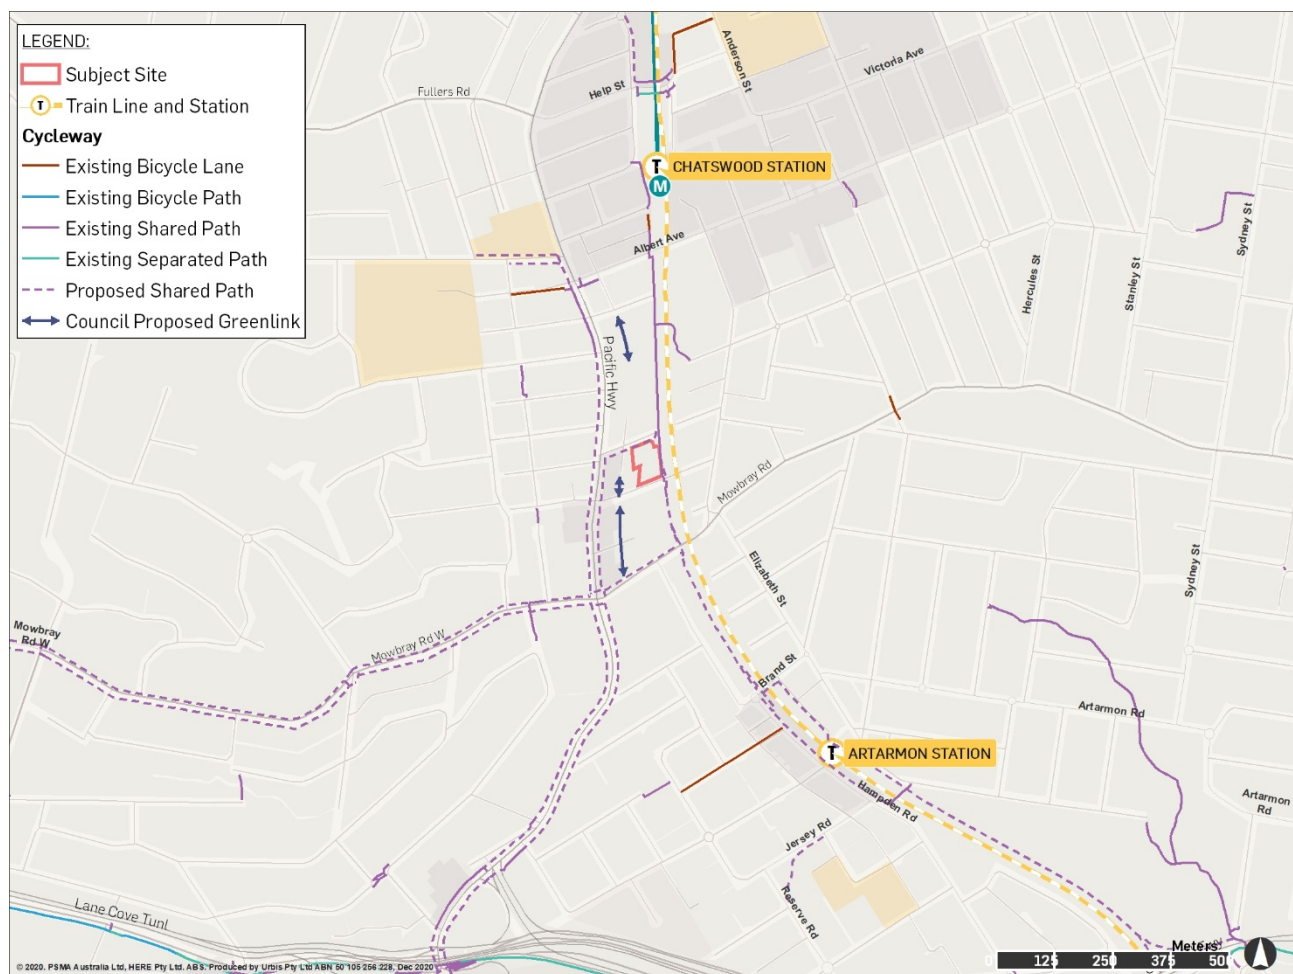 LEGEND:
Subject Site
T Train Line and Station
Cycleway
Existing Bicycle Lane
Existing Bicycle Path
Existing Shared Path
Existing Separated Path
Proposed Shared Path
Council Proposed Greenlink
Anderson St
Victoria Ave
Help St
Fullers Rd
T CHATSWOOD STATION
M
Albert Ave
Sydney St
Hercules St
Stanley St
Pacific Hwy
Mowbray Rd
Elizabeth St
Sydney St
Mowbray
Rd W
Mowbray Rd W
Brand St
Artarmon Rd
T ARTARMON STATION
Hampden Rd
Artarmon
Rd
Jersey Rd
Reserve Rd
Lane Cove Tunl
Meters
0 125 250 375 500
© 2020. PSMA Australia Ltd, HERE Pty Ltd. ABS. Produced by Urbis Pty Ltd ABN 50 105 256 228, Dec 2020